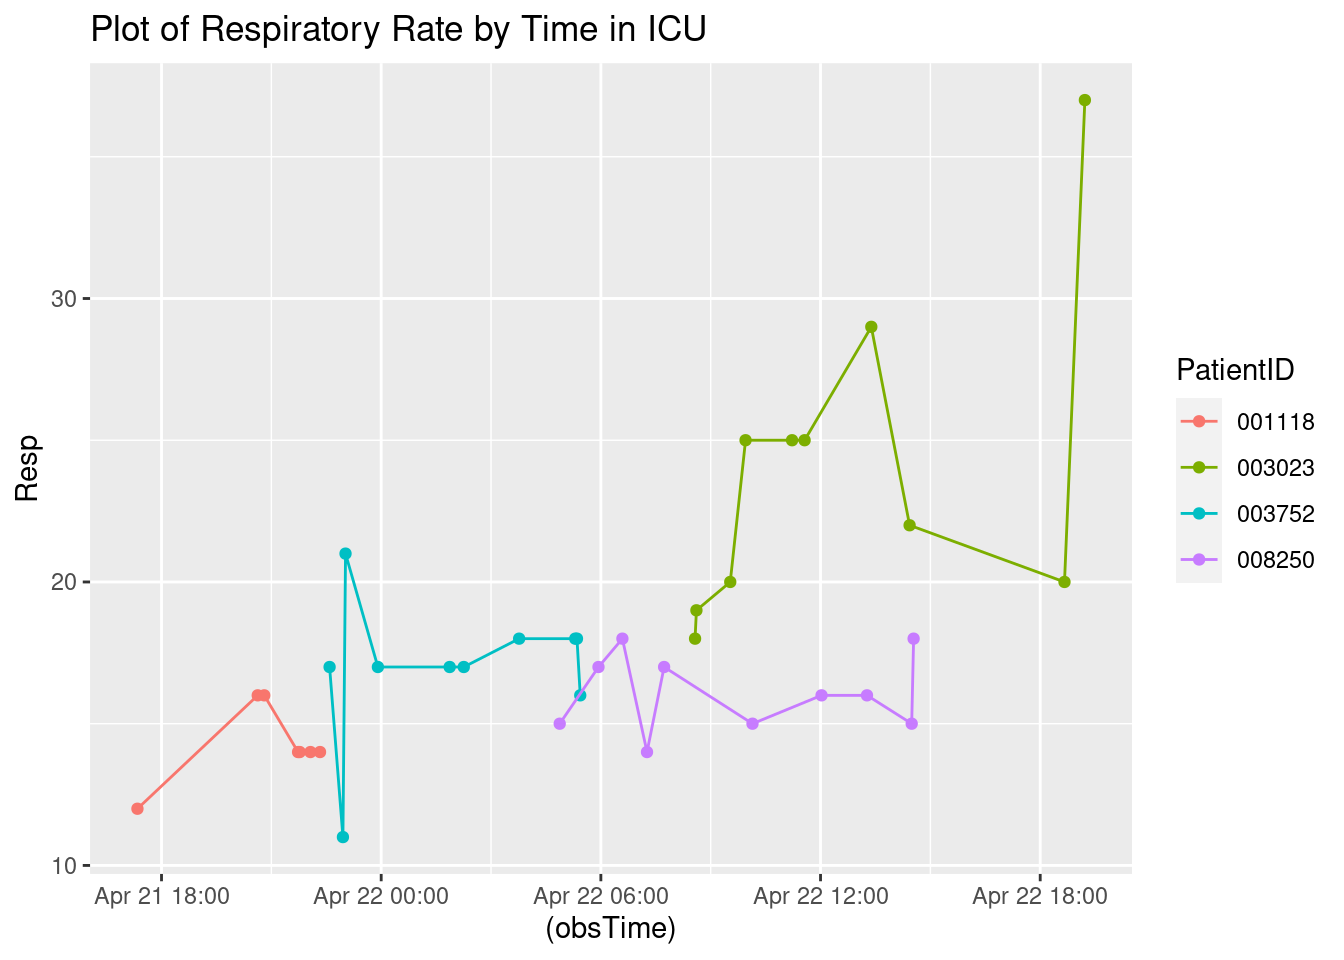 Plot of Respiratory Rate by Time in ICU
Resp
30
20
10
Apr 21 18:00
Apr 22 00:00
Apr 22 06:00
Apr 22 12:00
Apr 22 18:00
(obsTime)
PatientID
001118
003023
003752
008250